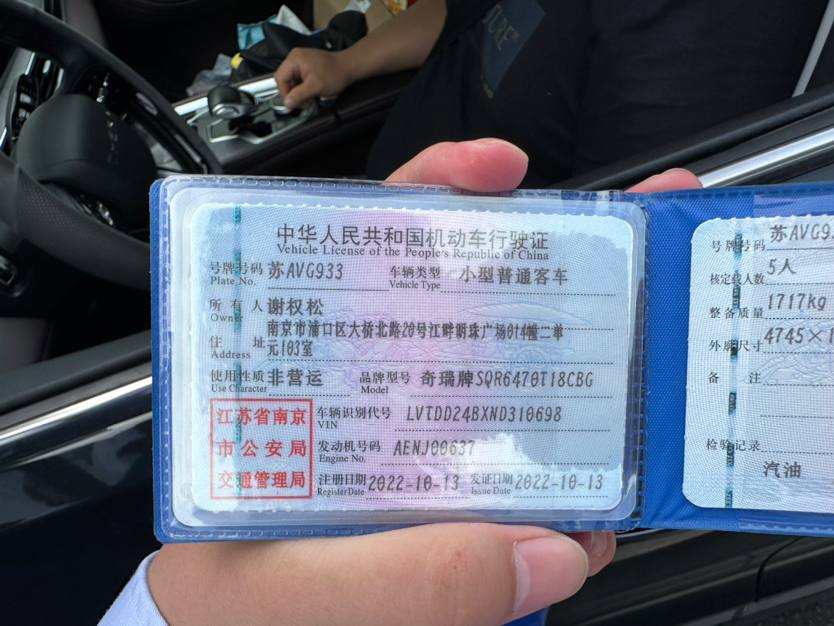 中华人民共和国机动车行驶证
Vehicle License of the People's Republic of China
号牌号码 苏AVG933 车辆类型 小型普通客车
Plate No. Vehicle Type
所有人 谢权松
Owner
南京市浦口区大桥北路20号江畔明珠广场014幢二单
住址 元103室
Address
使用性质 非营运 品牌型号 奇瑞牌SQR6470T18CBG
Use Character Model
江苏省南京
市公安局
交通管理局
车辆识别代号 LVTDD24BXND310698
VIN
发动机号码 AENJ00637
Engine No.
注册日期 2022-10-13 发证日期 2022-10-13
Register Date Issue Date
号牌号码 苏AVG9
核定载人数 5人
整备质量 1717kg
外廓尺寸 4745×1
备注
检验记录
汽油